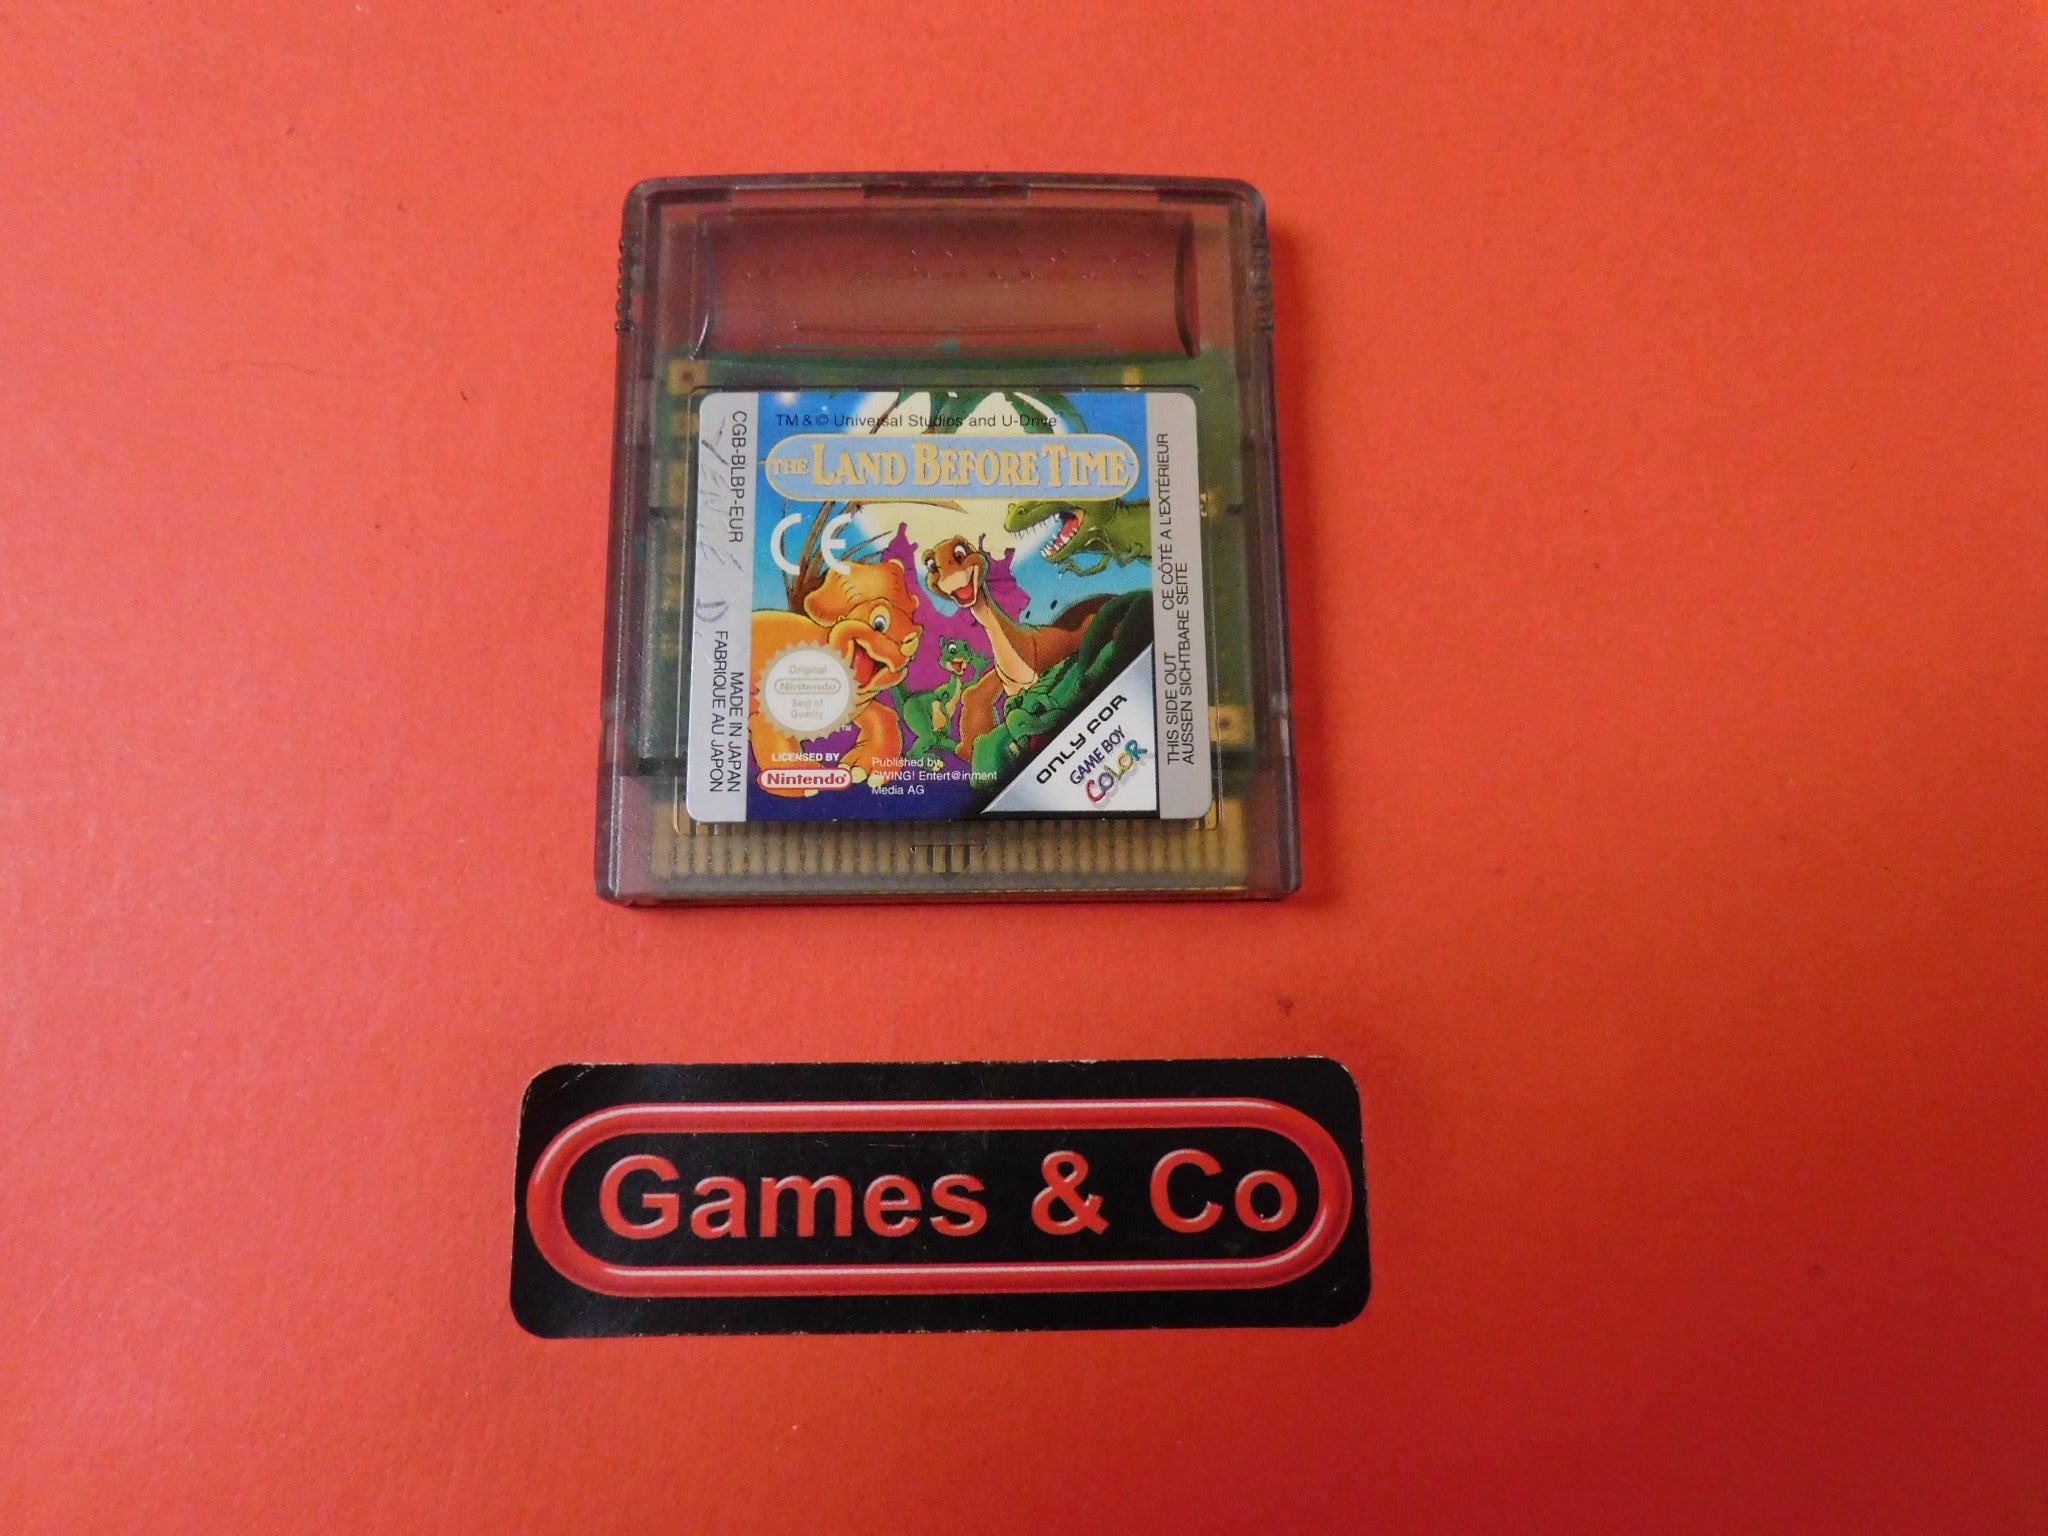 TM & © Universal Studios and U-Drive
THE LAND BEFORE TIME
CE
CGB-BLBP-EUR
MADE IN JAPAN
FABRIQUE AU JAPON
Original
Nintendo
Seal of
Quality
LICENSED BY
Nintendo
Published by
SWING! Entert@inment
Media AG
ONLY FOR
GAME BOY
COLOR
THIS SIDE OUT CE CÔTÉ A L'EXTÉRIEUR
AUSSEN SICHTBARE SEITE
Games & Co